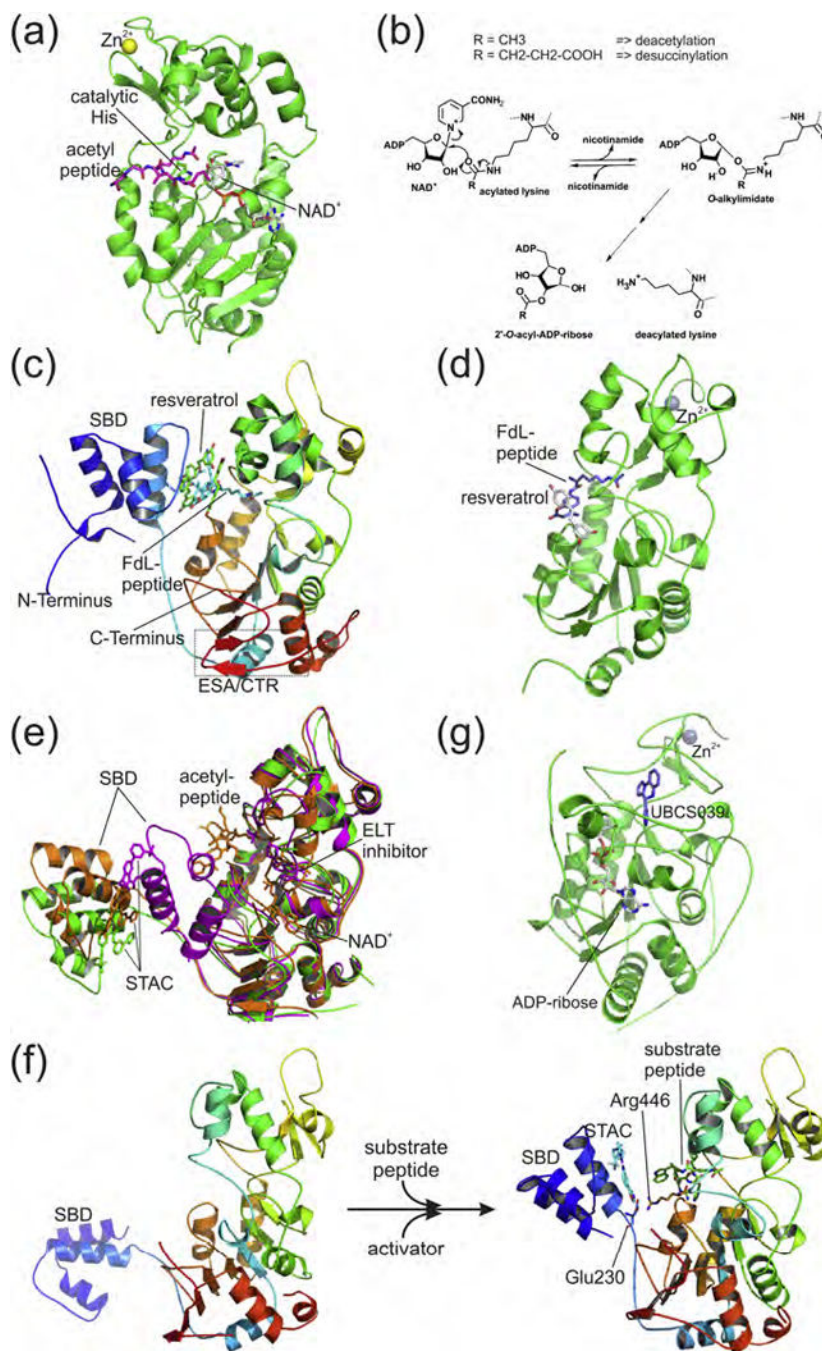 (a)
Zn2+
catalytic
His
acetyl
peptide
NAD+
(b)
R = CH3 => deacetylation
R = CH2-CH2-COOH => desuccinylation
CONH2
N
ADP
O
HO
OH
NAD+
NH
O
HN
O
R
acylated lysine
nicotinamide
nicotinamide
ADP
O
HO
O
H
O
R
N
H
NH
O
O-alkylimidate
ADP
O
HO
OH
O
O
R
2'-O-acyl-ADP-ribose
H3N+
NH
O
deacylated lysine
(c)
SBD
resveratrol
FdL-
peptide
N-Terminus
C-Terminus
ESA/CTR
(d)
Zn2+
FdL-
peptide
resveratrol
(e)
SBD
acetyl-
peptide
ELT
inhibitor
NAD+
STAC
(g)
Zn2+
UBCS039
ADP-ribose
(f)
SBD
substrate
peptide
activator
substrate
peptide
Arg446
STAC
SBD
Glu230